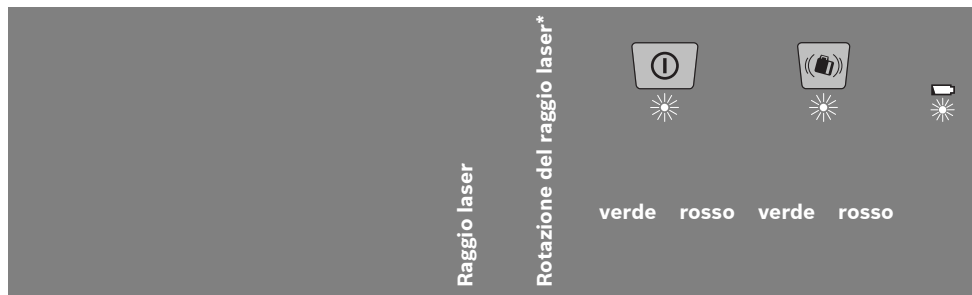 Raggio laser
Rotazione del raggio laser*
verde rosso verde rosso